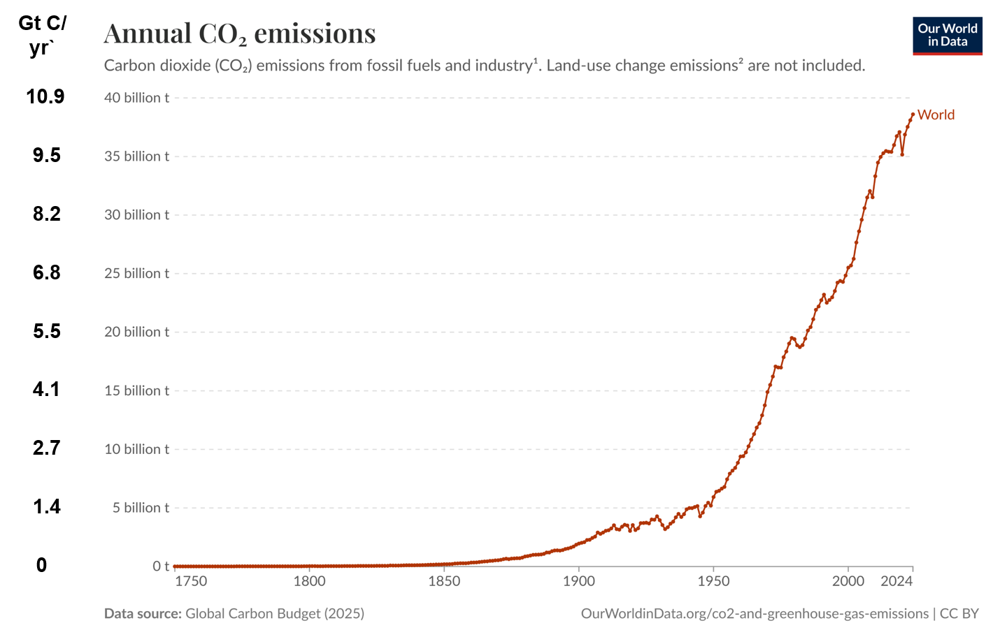 Gt C/
yr`
Annual CO₂ emissions
Our World
in Data
Carbon dioxide (CO₂) emissions from fossil fuels and industry¹. Land-use change emissions² are not included.
10.9
40 billion t
World
9.5
35 billion t
8.2
30 billion t
6.8
25 billion t
5.5
20 billion t
4.1
15 billion t
2.7
10 billion t
1.4
5 billion t
0
0 t
1750 1800 1850 1900 1950 2000 2024
Data source: Global Carbon Budget (2025)
OurWorldinData.org/co2-and-greenhouse-gas-emissions | CC BY